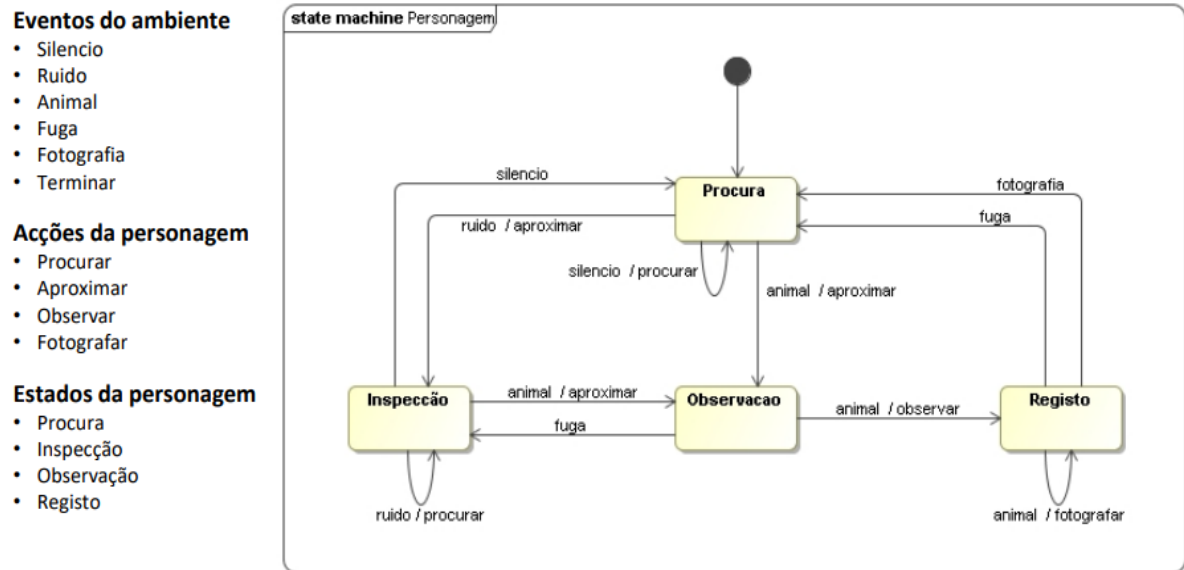 Eventos do ambiente
• Silencio
• Ruido
• Animal
• Fuga
• Fotografia
• Terminar
Acções da personagem
• Procurar
• Aproximar
• Observar
• Fotografar
Estados da personagem
• Procura
• Inspecção
• Observação
• Registo
state machine Personagem
silencio
Procura
fotografia
ruido / aproximar
fuga
silencio / procurar
animal / aproximar
Inspecção
animal / aproximar
Observacao
animal / observar
Registo
fuga
ruido / procurar
animal / fotografar